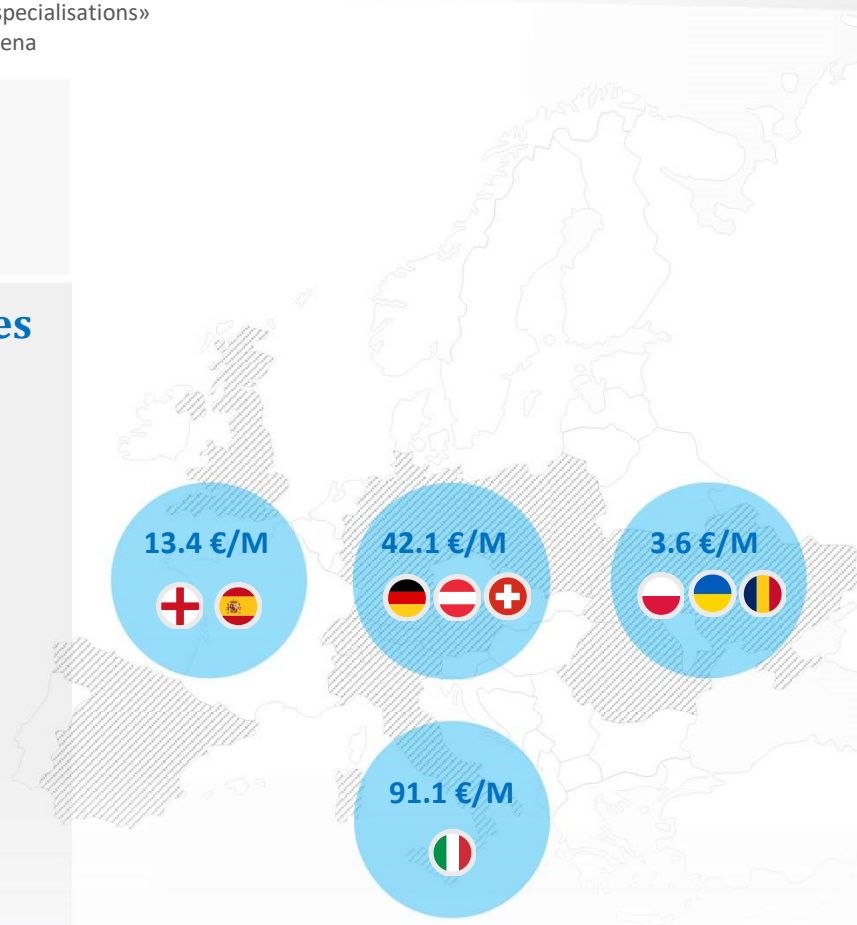 specialisations»
ena
es
13.4 €/M
42.1 €/M
3.6 €/M
91.1 €/M